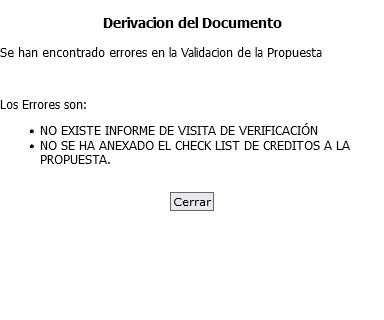 Derivacion del Documento
Se han encontrado errores en la Validacion de la Propuesta
Los Errores son:
• NO EXISTE INFORME DE VISITA DE VERIFICACIÓN
• NO SE HA ANEXADO EL CHECK LIST DE CREDITOS A LA
PROPUESTA.
Cerrar